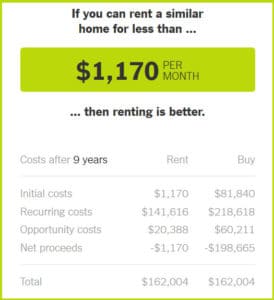 If you can rent a similar
home for less than ...
$1,170 PER MONTH
... then renting is better.
Costs after 9 years Rent Buy
Initial costs $1,170 $81,840
Recurring costs $141,616 $218,618
Opportunity costs $20,388 $60,211
Net proceeds -$1,170 -$198,665
Total $162,004 $162,004